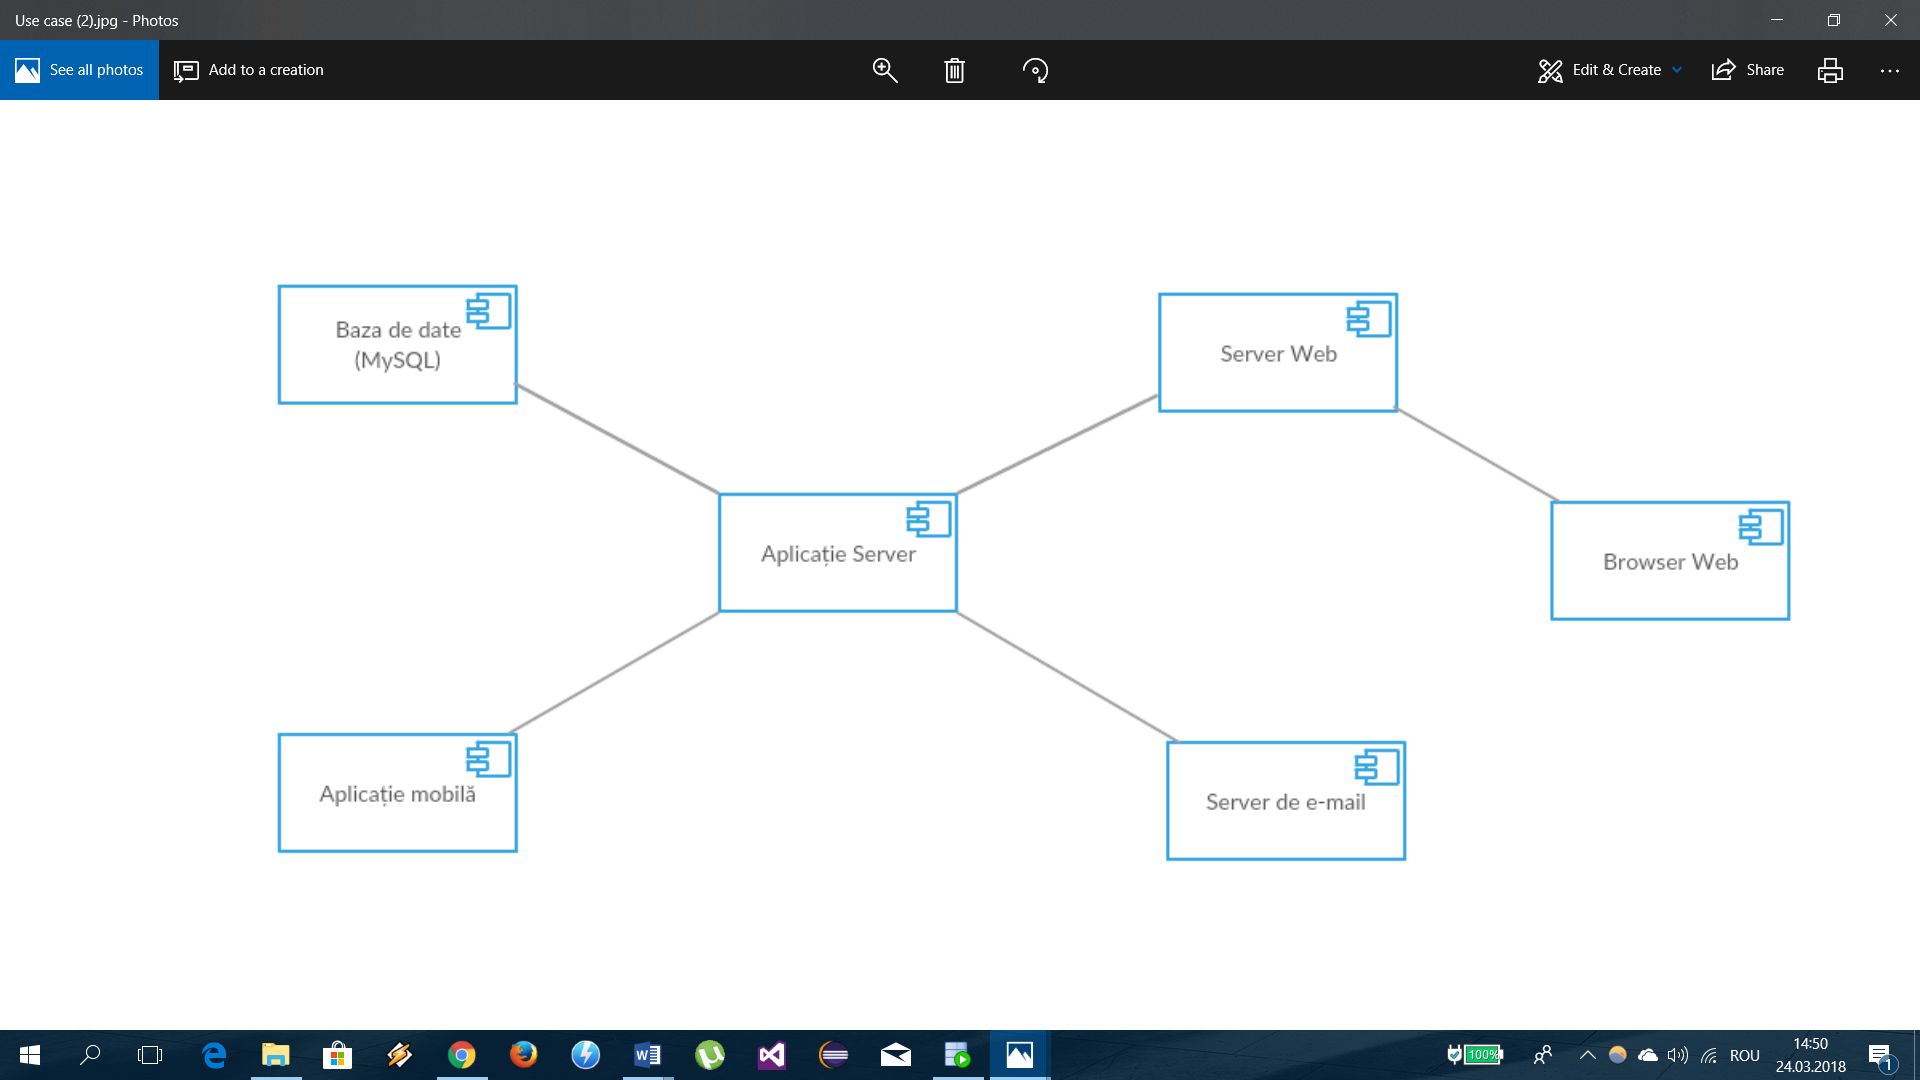 Use case (2).jpg - Photos
See all photos
Add to a creation
Edit & Create
Share
Baza de date
(MySQL)
Server Web
Aplicație Server
Browser Web
Aplicație mobilă
Server de e-mail
100%
ROU
14:50
24.03.2018
1